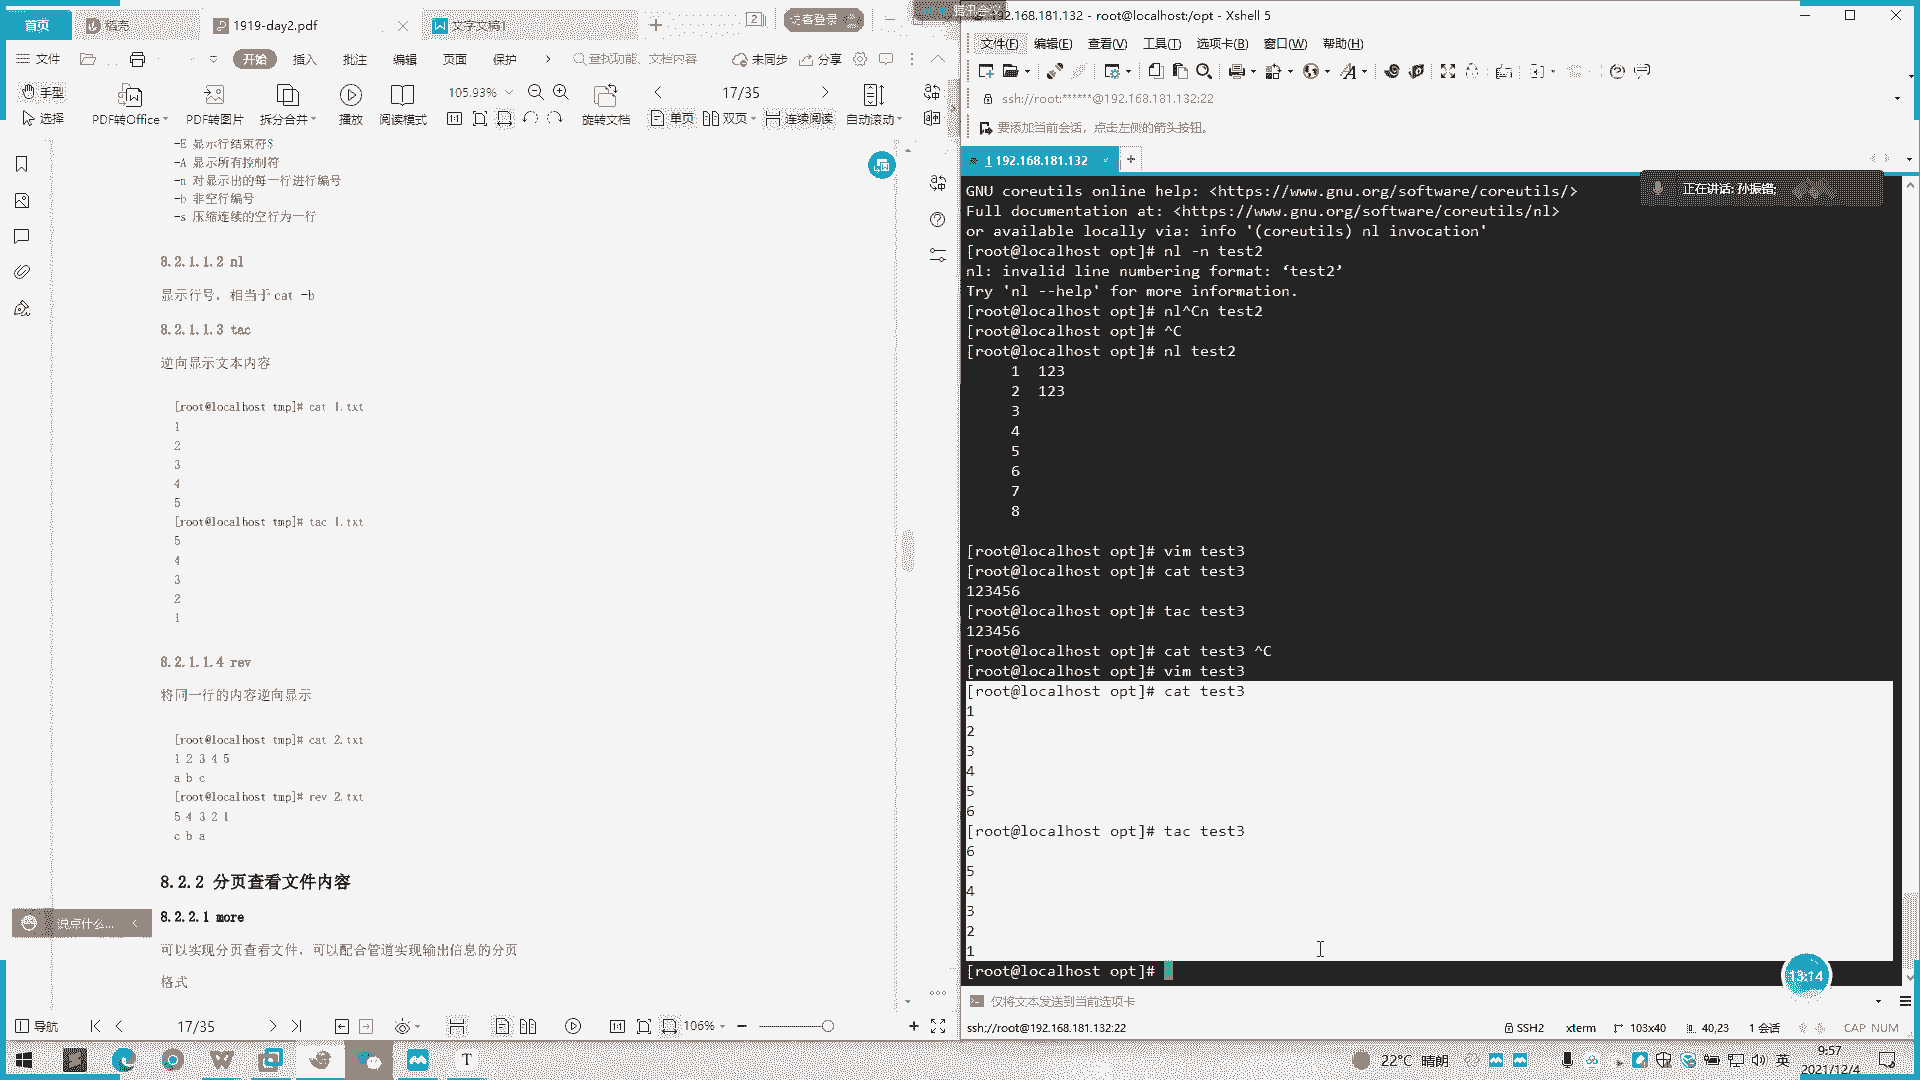 首页
稻壳
1919-day2.pdf
文字文稿1
2
访客登录
文件
开始
插入
批注
编辑
页面
保护
查找功能、文档内容
未同步
分享
手型
选择
PDF转Office
PDF转图片
拆分合并
播放
阅读模式
105.93%
17/35
旋转文档
单页
双页
连续阅读
自动滚动
-E 显示行结束符$
-A 显示所有控制符
-n 对显示出的每一行进行编号
-b 非空行编号
-s 压缩连续的空行为一行
8.2.1.1.2 nl
显示行号，相当于cat -b
8.2.1.1.3 tac
逆向显示文本内容
[root@localhost tmp]# cat 1.txt
1
2
3
4
5
[root@localhost tmp]# tac 1.txt
5
4
3
2
1
8.2.1.1.4 rev
将同一行的内容逆向显示
[root@localhost tmp]# cat 2.txt
1 2 3 4 5
a b c
[root@localhost tmp]# rev 2.txt
5 4 3 2 1
c b a
8.2.2 分页查看文件内容
8.2.2.1 more
可以实现分页查看文件，可以配合管道实现输出信息的分页
格式
说点什么...
导航
17/35
106%
192.168.181.132 - root@localhost:/opt - Xshell 5
文件(F) 编辑(E) 查看(V) 工具(T) 选项卡(B) 窗口(W) 帮助(H)
ssh://root:******@192.168.181.132:22
要添加当前会话，点击左侧的箭头按钮。
1 192.168.181.132
正在讲话: 孙振锴;
GNU coreutils online help: <https://www.gnu.org/software/coreutils/>
Full documentation at: <https://www.gnu.org/software/coreutils/nl>
or available locally via: info '(coreutils) nl invocation'
[root@localhost opt]# nl -n test2
nl: invalid line numbering format: ‘test2’
Try 'nl --help' for more information.
[root@localhost opt]# nl^Cn test2
[root@localhost opt]# ^C
[root@localhost opt]# nl test2
1 123
2 123
3
4
5
6
7
8
[root@localhost opt]# vim test3
[root@localhost opt]# cat test3
123456
[root@localhost opt]# tac test3
123456
[root@localhost opt]# cat test3 ^C
[root@localhost opt]# vim test3
[root@localhost opt]# cat test3
1
2
3
4
5
6
[root@localhost opt]# tac test3
6
5
4
3
2
1
[root@localhost opt]#
13:14
仅将文本发送到当前选项卡
ssh://root@192.168.181.132:22
SSH2
xterm
103x40
40,23
1 会话
CAP NUM
22°C 晴朗
英
9:57
2021/12/4